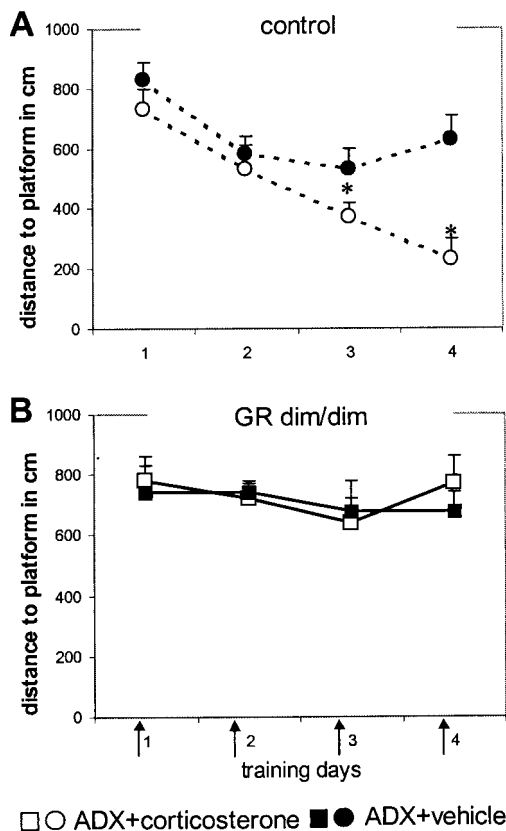 A
control
distance to platform in cm
1000
800
600
400
200
0
*
*
1 2 3 4
B
GR dim/dim
distance to platform in cm
1000
800
600
400
200
0
1 2 3 4
training days
ADX+corticosterone ADX+vehicle